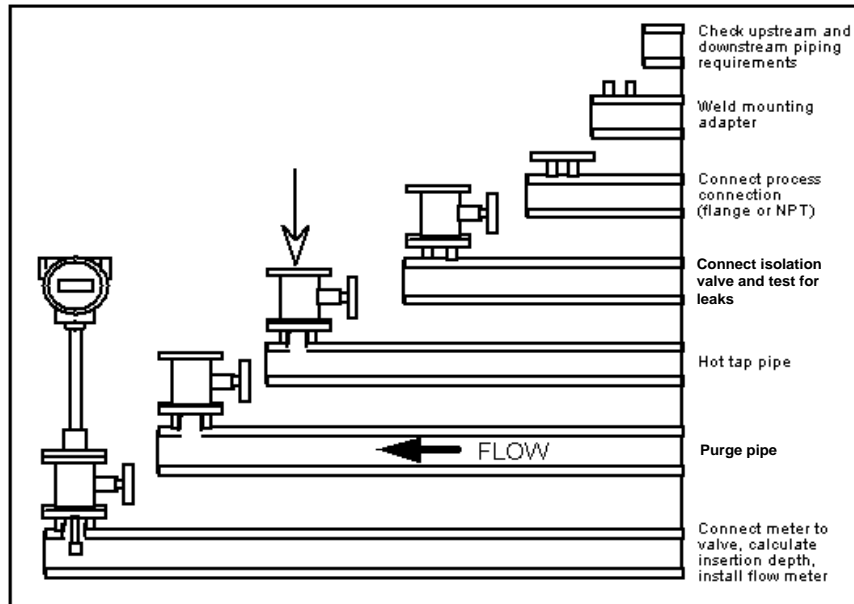 Check upstream and
downstream piping
requirements
Weld mounting
adapter
Connect process
connection
(flange or NPT)
Connect isolation
valve and test for
leaks
Hot tap pipe
FLOW
Purge pipe
Connect meter to
valve, calculate
insertion depth,
install flow meter